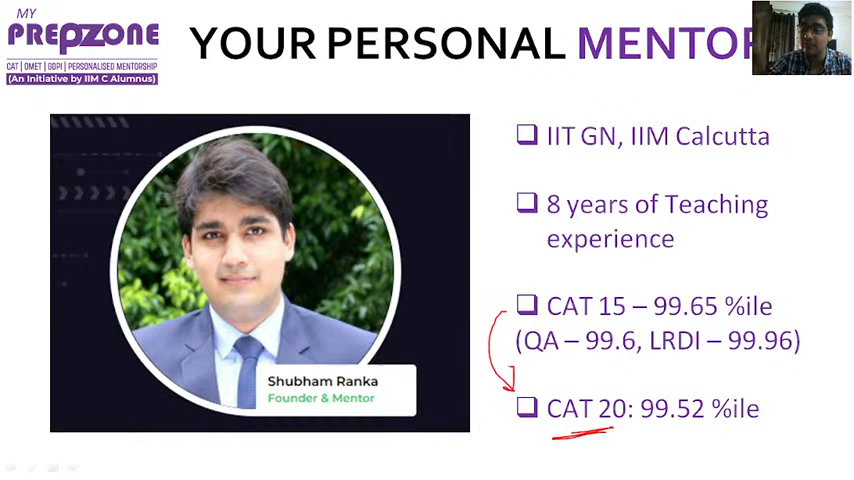 MY
PREPZONE
CAT | OMET | GDPI | PERSONALISED MENTORSHIP
(An Initiative by IIM C Alumnus)
YOUR PERSONAL MENTOR
IIT GN, IIM Calcutta
8 years of Teaching
experience
CAT 15 – 99.65 %ile
(QA – 99.6, LRDI – 99.96)
CAT 20: 99.52 %ile
Shubham Ranka
Founder & Mentor